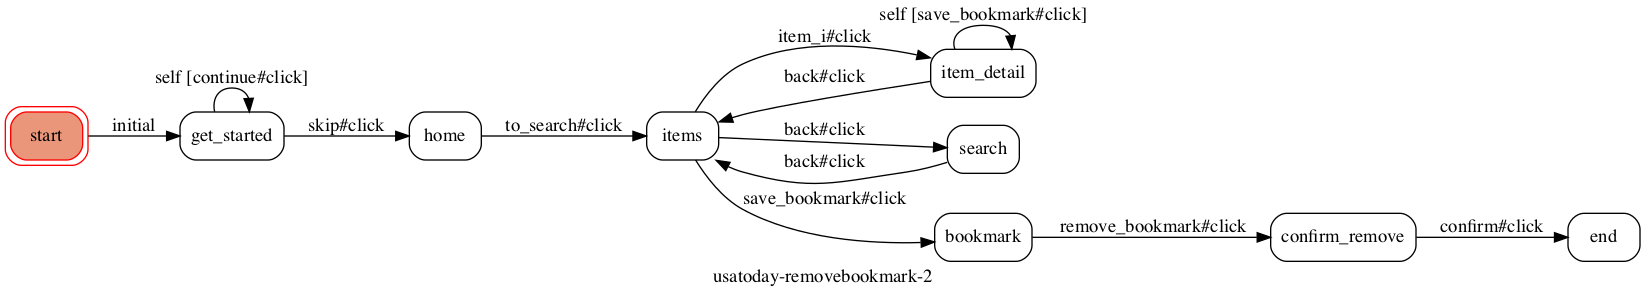 self [save_bookmark#click]
item_i#click
item_detail
self [continue#click]
back#click
start
initial
get_started
skip#click
home
to_search#click
items
back#click
search
back#click
save_bookmark#click
bookmark
remove_bookmark#click
confirm_remove
confirm#click
end
usatoday-removebookmark-2